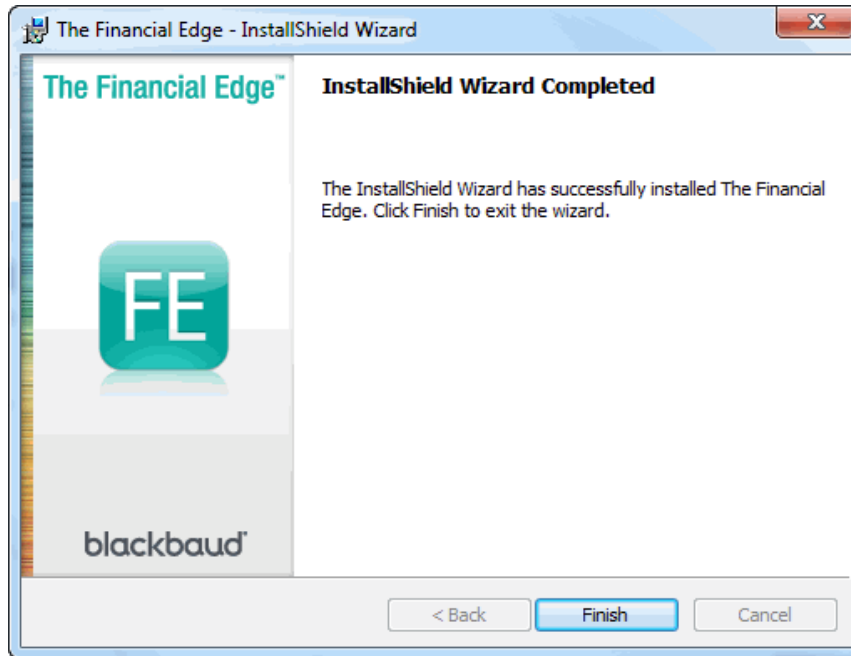 The Financial Edge - InstallShield Wizard
x
The Financial Edge™
InstallShield Wizard Completed
The InstallShield Wizard has successfully installed The Financial
Edge. Click Finish to exit the wizard.
FE
blackbaud®
< Back
Finish
Cancel